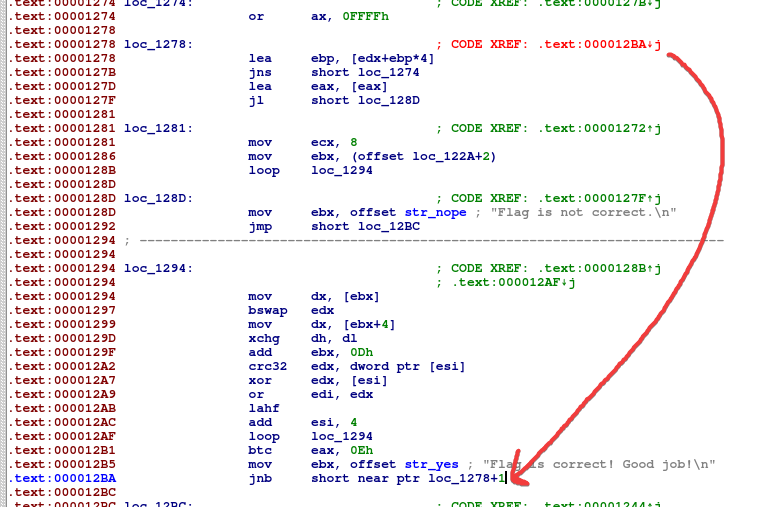 .text:00001274 loc_1274: ; CODE XREF: .text:0000127B↓j
.text:00001274 or ax, 0FFFFh
.text:00001278
.text:00001278 loc_1278: ; CODE XREF: .text:000012BA↓j
.text:00001278 lea ebp, [edx+ebp*4]
.text:0000127B jns short loc_1274
.text:0000127D lea eax, [eax]
.text:0000127F jl short loc_128D
.text:00001281
.text:00001281 loc_1281: ; CODE XREF: .text:00001272↑j
.text:00001281 mov ecx, 8
.text:00001286 mov ebx, (offset loc_122A+2)
.text:0000128B loop loc_1294
.text:0000128D
.text:0000128D loc_128D: ; CODE XREF: .text:0000127F↑j
.text:0000128D mov ebx, offset str_nope ; "Flag is not correct.\n"
.text:00001292 jmp short loc_12BC
.text:00001294 ; ---------------------------------------------------------------------------
.text:00001294
.text:00001294 loc_1294: ; CODE XREF: .text:0000128B↑j
.text:00001294 ; .text:000012AF↓j
.text:00001294 mov dx, [ebx]
.text:00001297 bswap edx
.text:00001299 mov dx, [ebx+4]
.text:0000129D xchg dh, dl
.text:0000129F add ebx, 0Dh
.text:000012A2 crc32 edx, dword ptr [esi]
.text:000012A7 xor edx, [esi]
.text:000012A9 or edi, edx
.text:000012AB lahf
.text:000012AC add esi, 4
.text:000012AF loop loc_1294
.text:000012B1 btc eax, 0Eh
.text:000012B5 mov ebx, offset str_yes ; "Flag is correct! Good job!\n"
.text:000012BA jnb short near ptr loc_1278+1
.text:000012BC
.text:000012BC loc_12BC: ; CODE XREF: .text:00001244↑j